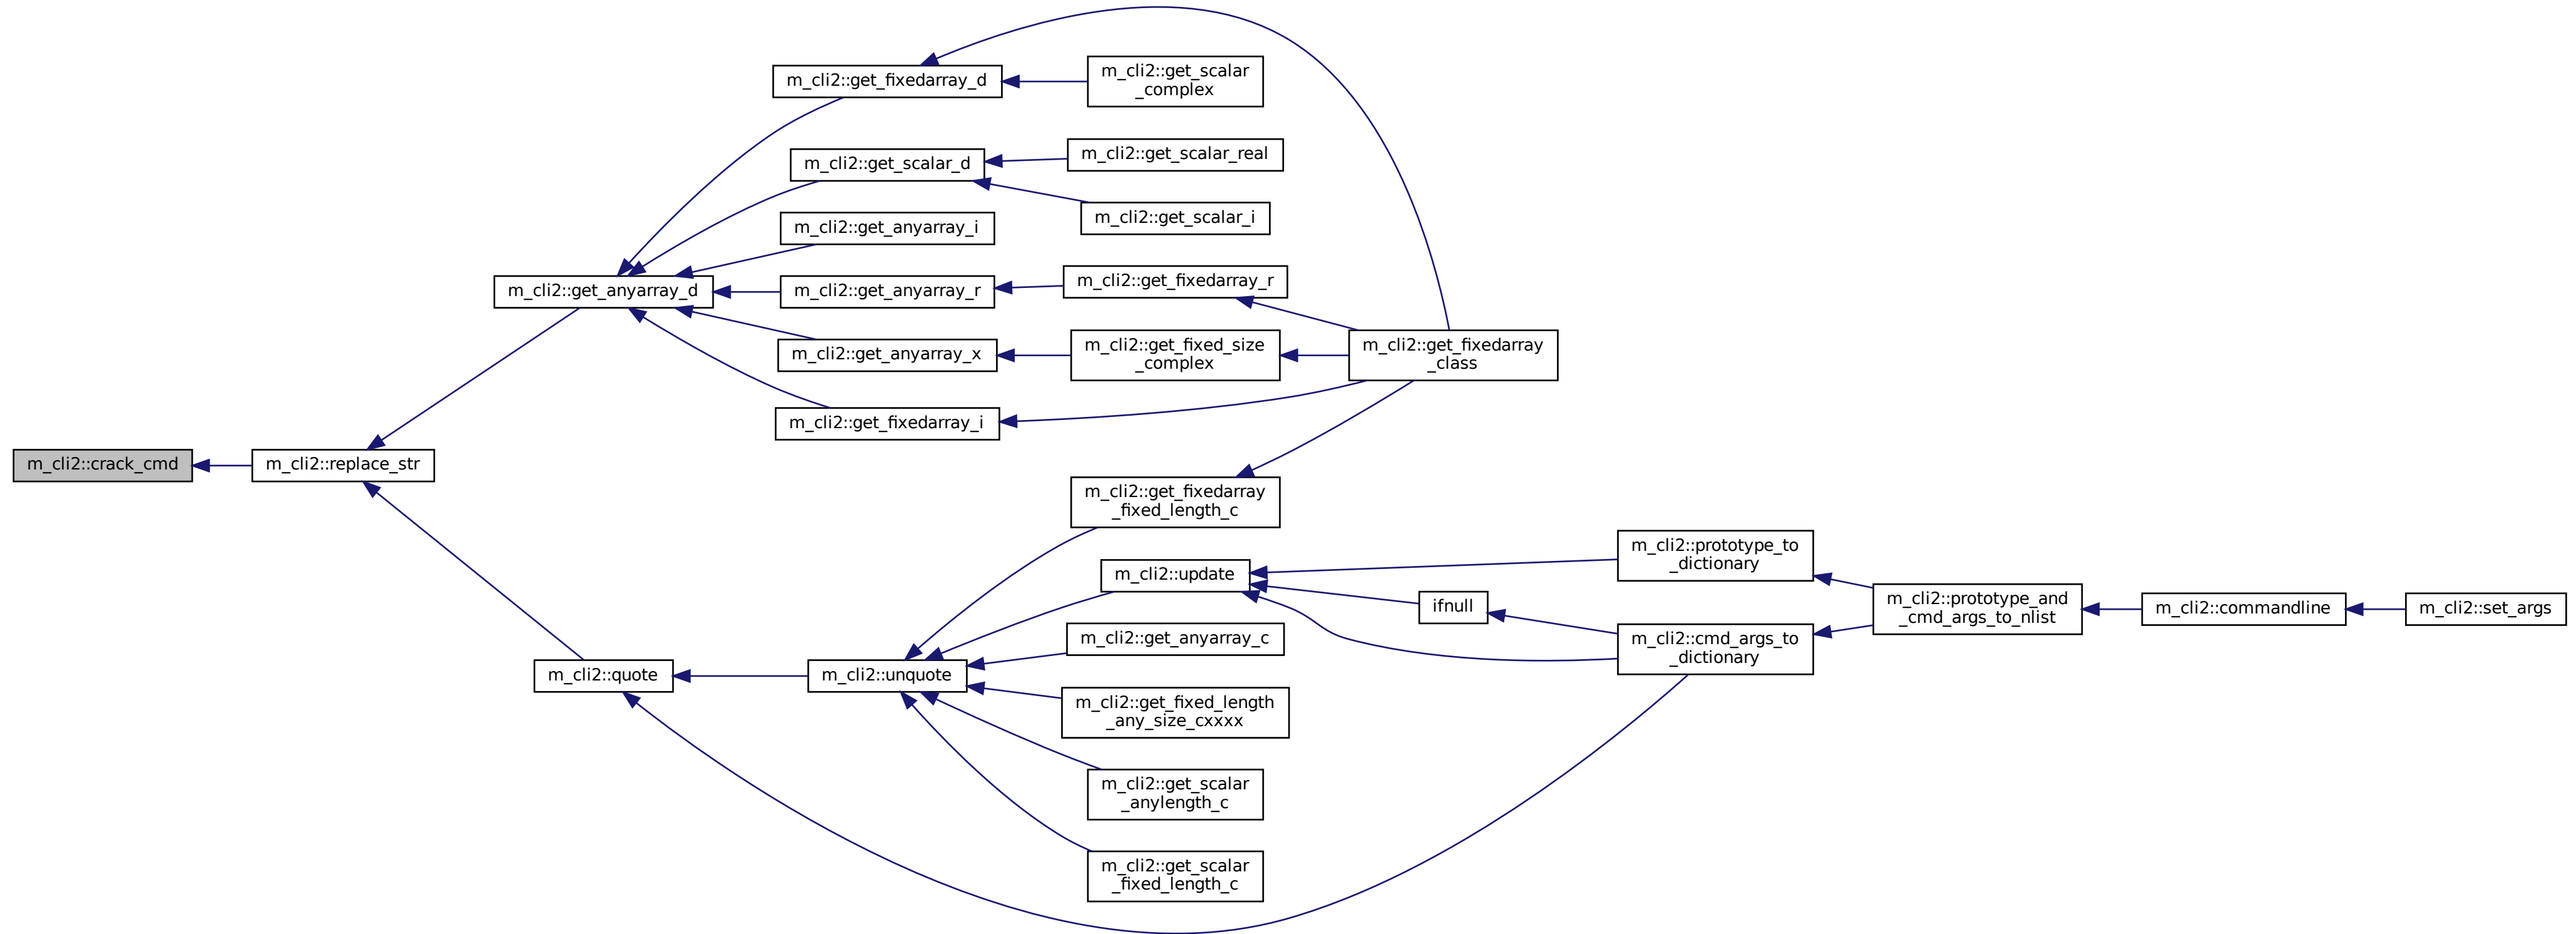 m_cli2::get_fixedarray_d
m_cli2::get_scalar
_complex
m_cli2::get_scalar_d
m_cli2::get_scalar_real
m_cli2::get_scalar_i
m_cli2::get_anyarray_i
m_cli2::get_anyarray_d
m_cli2::get_anyarray_r
m_cli2::get_fixedarray_r
m_cli2::get_anyarray_x
m_cli2::get_fixed_size
_complex
m_cli2::get_fixedarray
_class
m_cli2::get_fixedarray_i
m_cli2::crack_cmd
m_cli2::replace_str
m_cli2::get_fixedarray
_fixed_length_c
m_cli2::update
m_cli2::prototype_to
_dictionary
ifnull
m_cli2::prototype_and
_cmd_args_to_nlist
m_cli2::commandline
m_cli2::set_args
m_cli2::get_anyarray_c
m_cli2::cmd_args_to
_dictionary
m_cli2::quote
m_cli2::unquote
m_cli2::get_fixed_length
_any_size_cxxxx
m_cli2::get_scalar
_anylength_c
m_cli2::get_scalar
_fixed_length_c